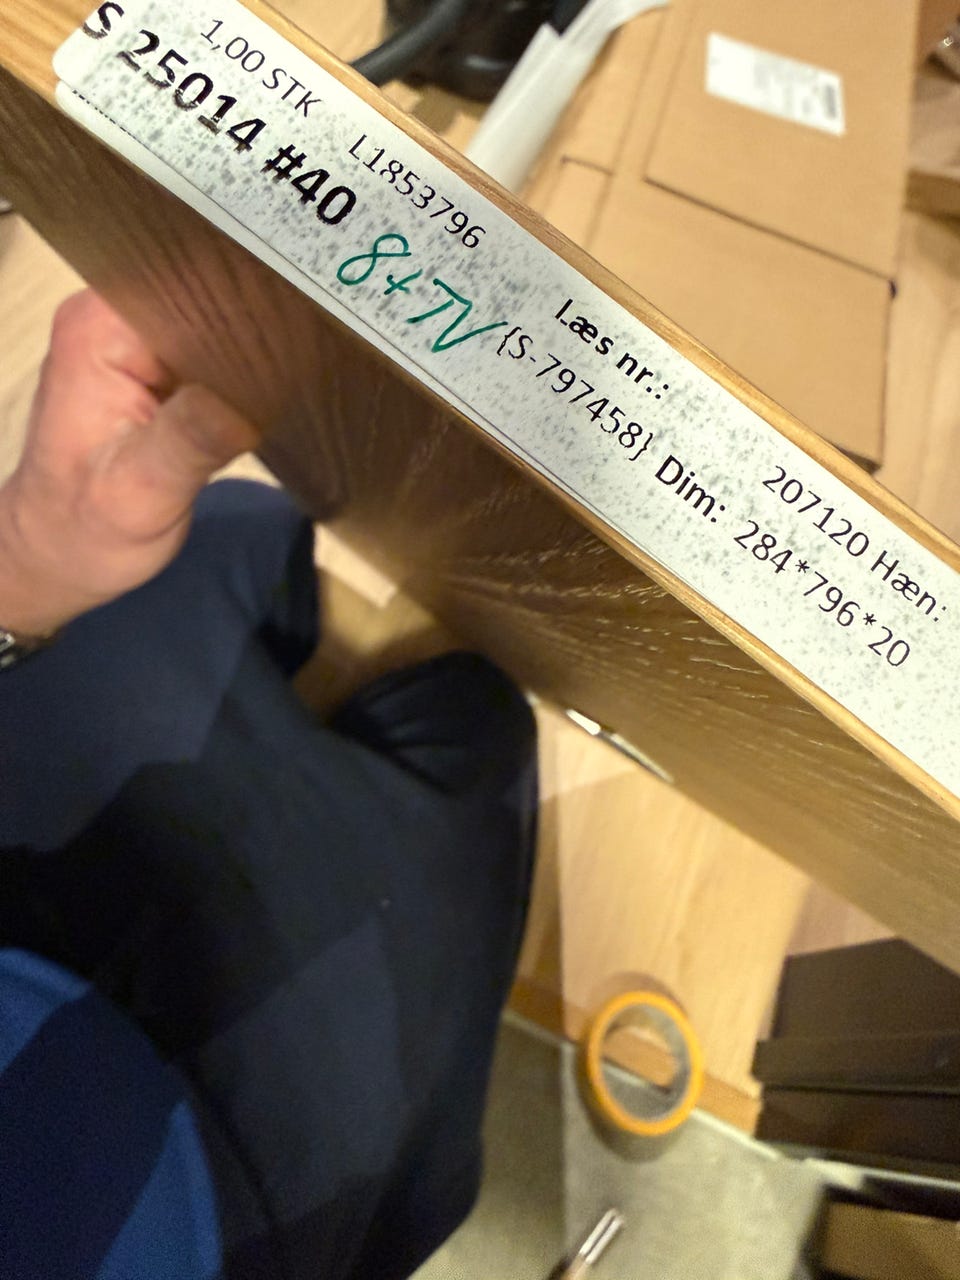 1,00 STK L1853796 Læs nr.: 207120 Hæn:
S 25014 #40 8+TV {S-797458} Dim: 284*796*20